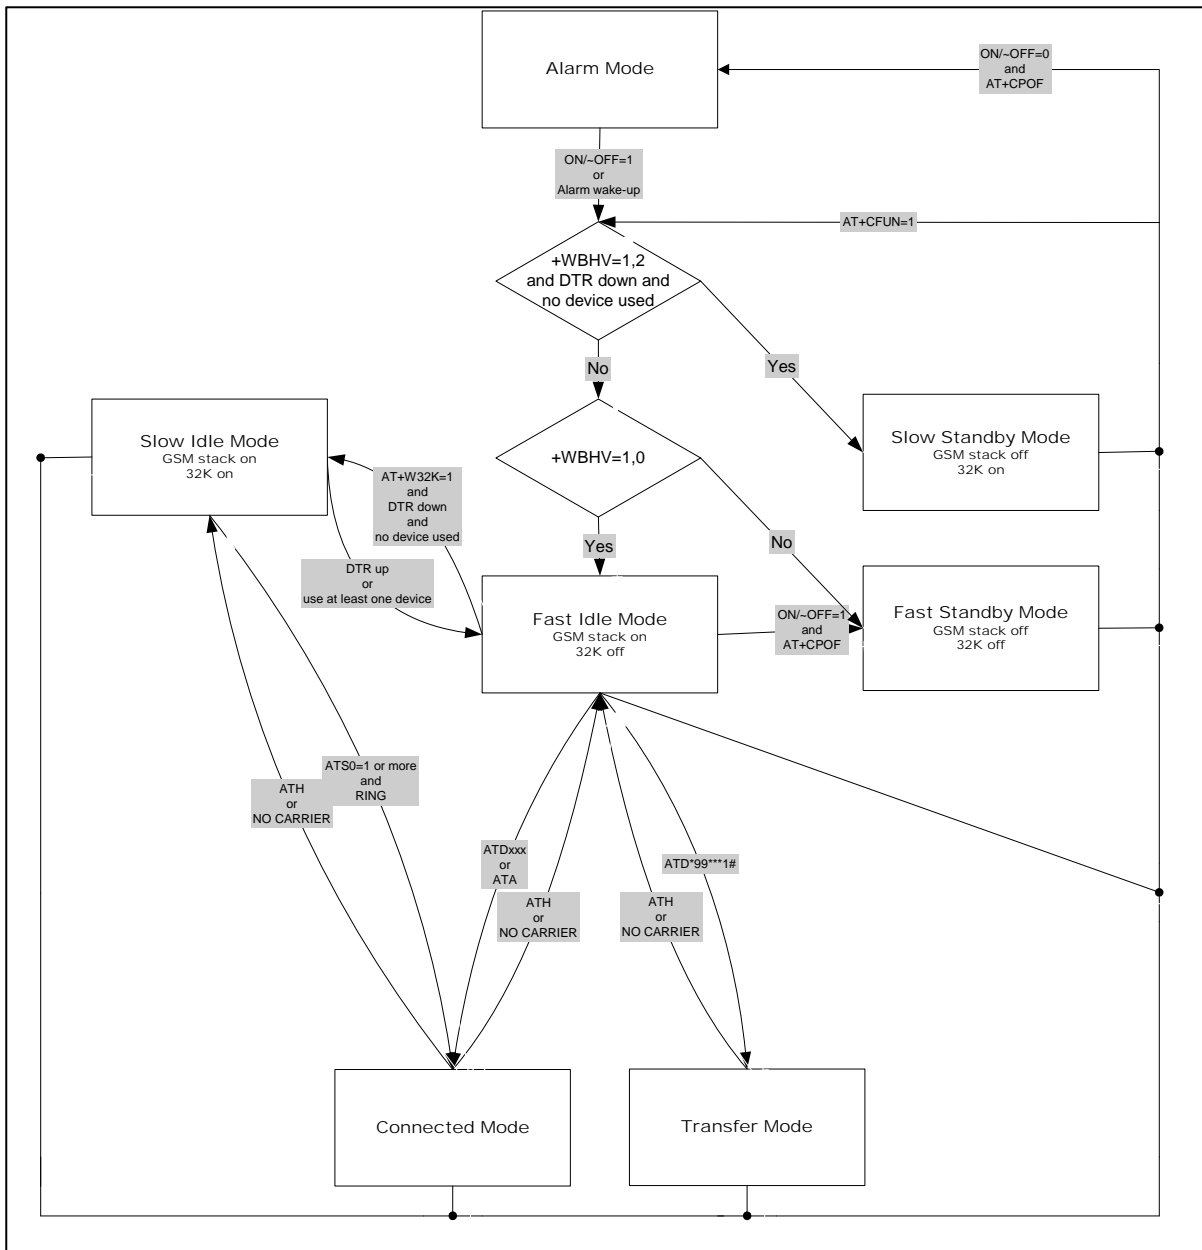 Alarm Mode
ON/~OFF=0
and
AT+CPOF
ON/~OFF=1
or
Alarm wake-up
AT+CFUN=1
+WBHV=1,2
and DTR down and
no device used
No
Yes
Slow Idle Mode
GSM stack on
32K on
AT+W32K=1
and
DTR down
and
no device used
+WBHV=1,0
Slow Standby Mode
GSM stack off
32K on
Yes
No
DTR up
or
use at least one device
Fast Idle Mode
GSM stack on
32K off
ON/~OFF=1
and
AT+CPOF
Fast Standby Mode
GSM stack off
32K off
ATH
or
NO CARRIER
ATS0=1 or more
and
RING
ATDxxx
or
ATA
ATH
or
NO CARRIER
ATH
or
NO CARRIER
ATD*99***1#
Connected Mode
Transfer Mode